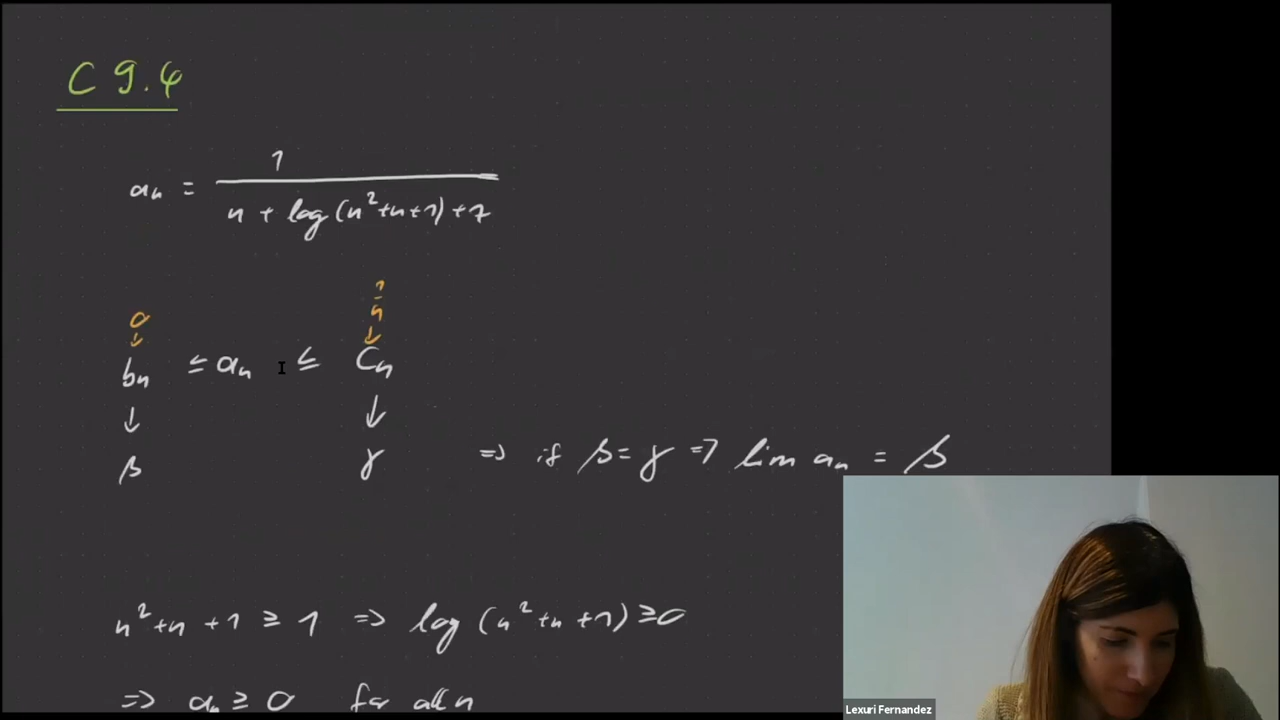 C 9.4
1
an =
n + log (n²+n+1) + 7
0 1
↓ n
↓
bn ≤ an ≤ Cn
↓ ↓
β γ ⇒ if β = γ ⇒ lim an = β
n²+n+1 ≥ 1 ⇒ log (n²+n+1) ≥ 0
⇒ an ≥ 0 for all n
Lexuri Fernandez